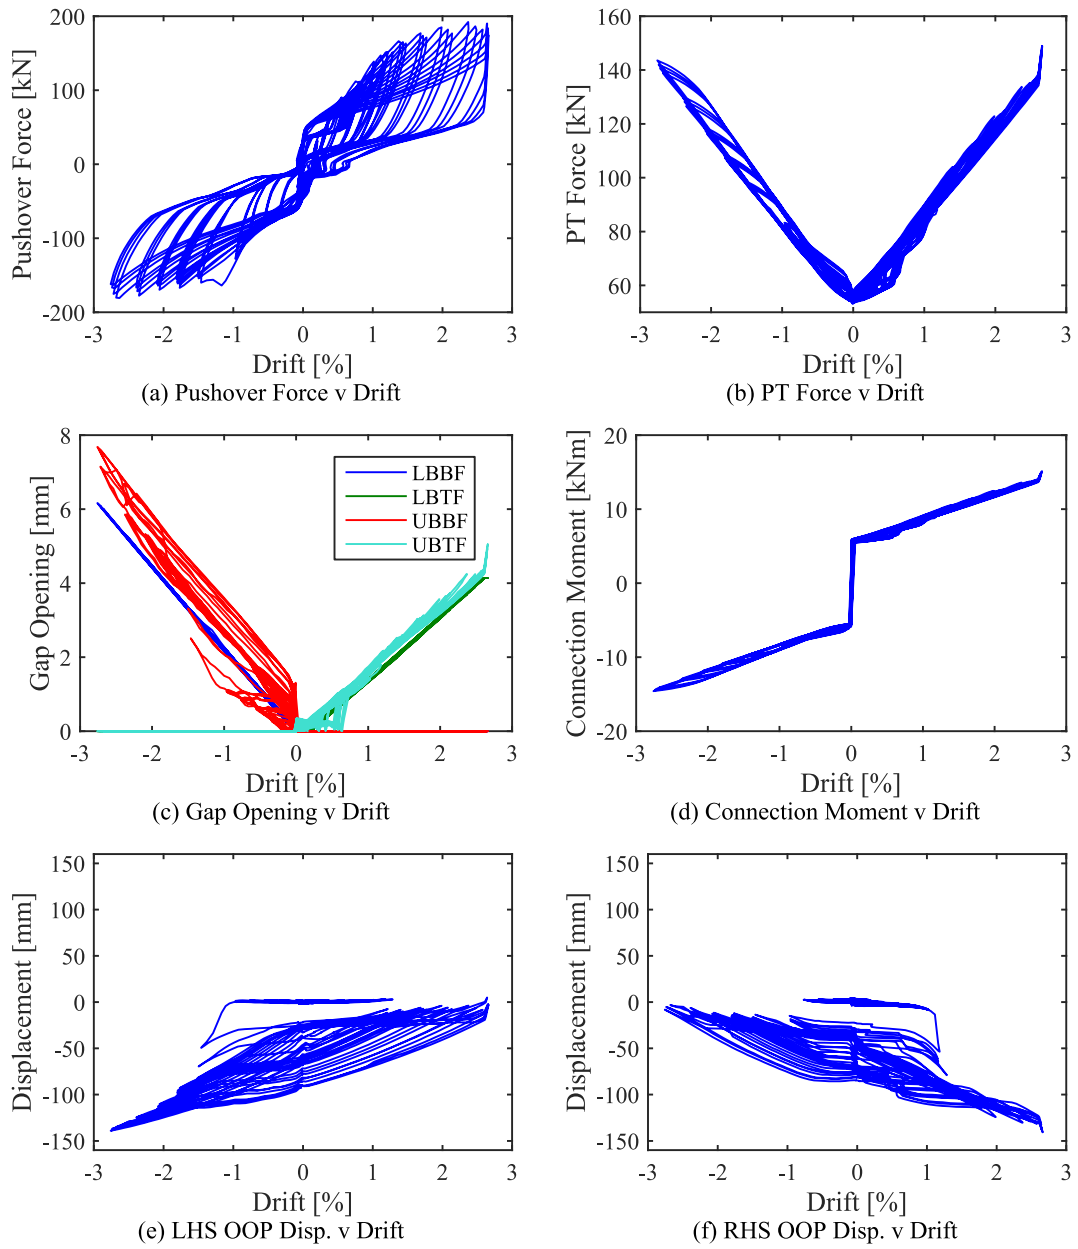 200
100
0
-100
-200
Pushover Force [kN]
-3 -2 -1 0 1 2 3
Drift [%]
(a) Pushover Force v Drift
160
140
120
100
80
60
PT Force [kN]
-3 -2 -1 0 1 2 3
Drift [%]
(b) PT Force v Drift
8
6
4
2
0
Gap Opening [mm]
LBBF
LBTF
UBBF
UBTF
-3 -2 -1 0 1 2 3
Drift [%]
(c) Gap Opening v Drift
20
10
0
-10
-20
Connection Moment [kNm]
-3 -2 -1 0 1 2 3
Drift [%]
(d) Connection Moment v Drift
150
100
50
0
-50
-100
-150
Displacement [mm]
-3 -2 -1 0 1 2 3
Drift [%]
(e) LHS OOP Disp. v Drift
150
100
50
0
-50
-100
-150
Displacement [mm]
-3 -2 -1 0 1 2 3
Drift [%]
(f) RHS OOP Disp. v Drift